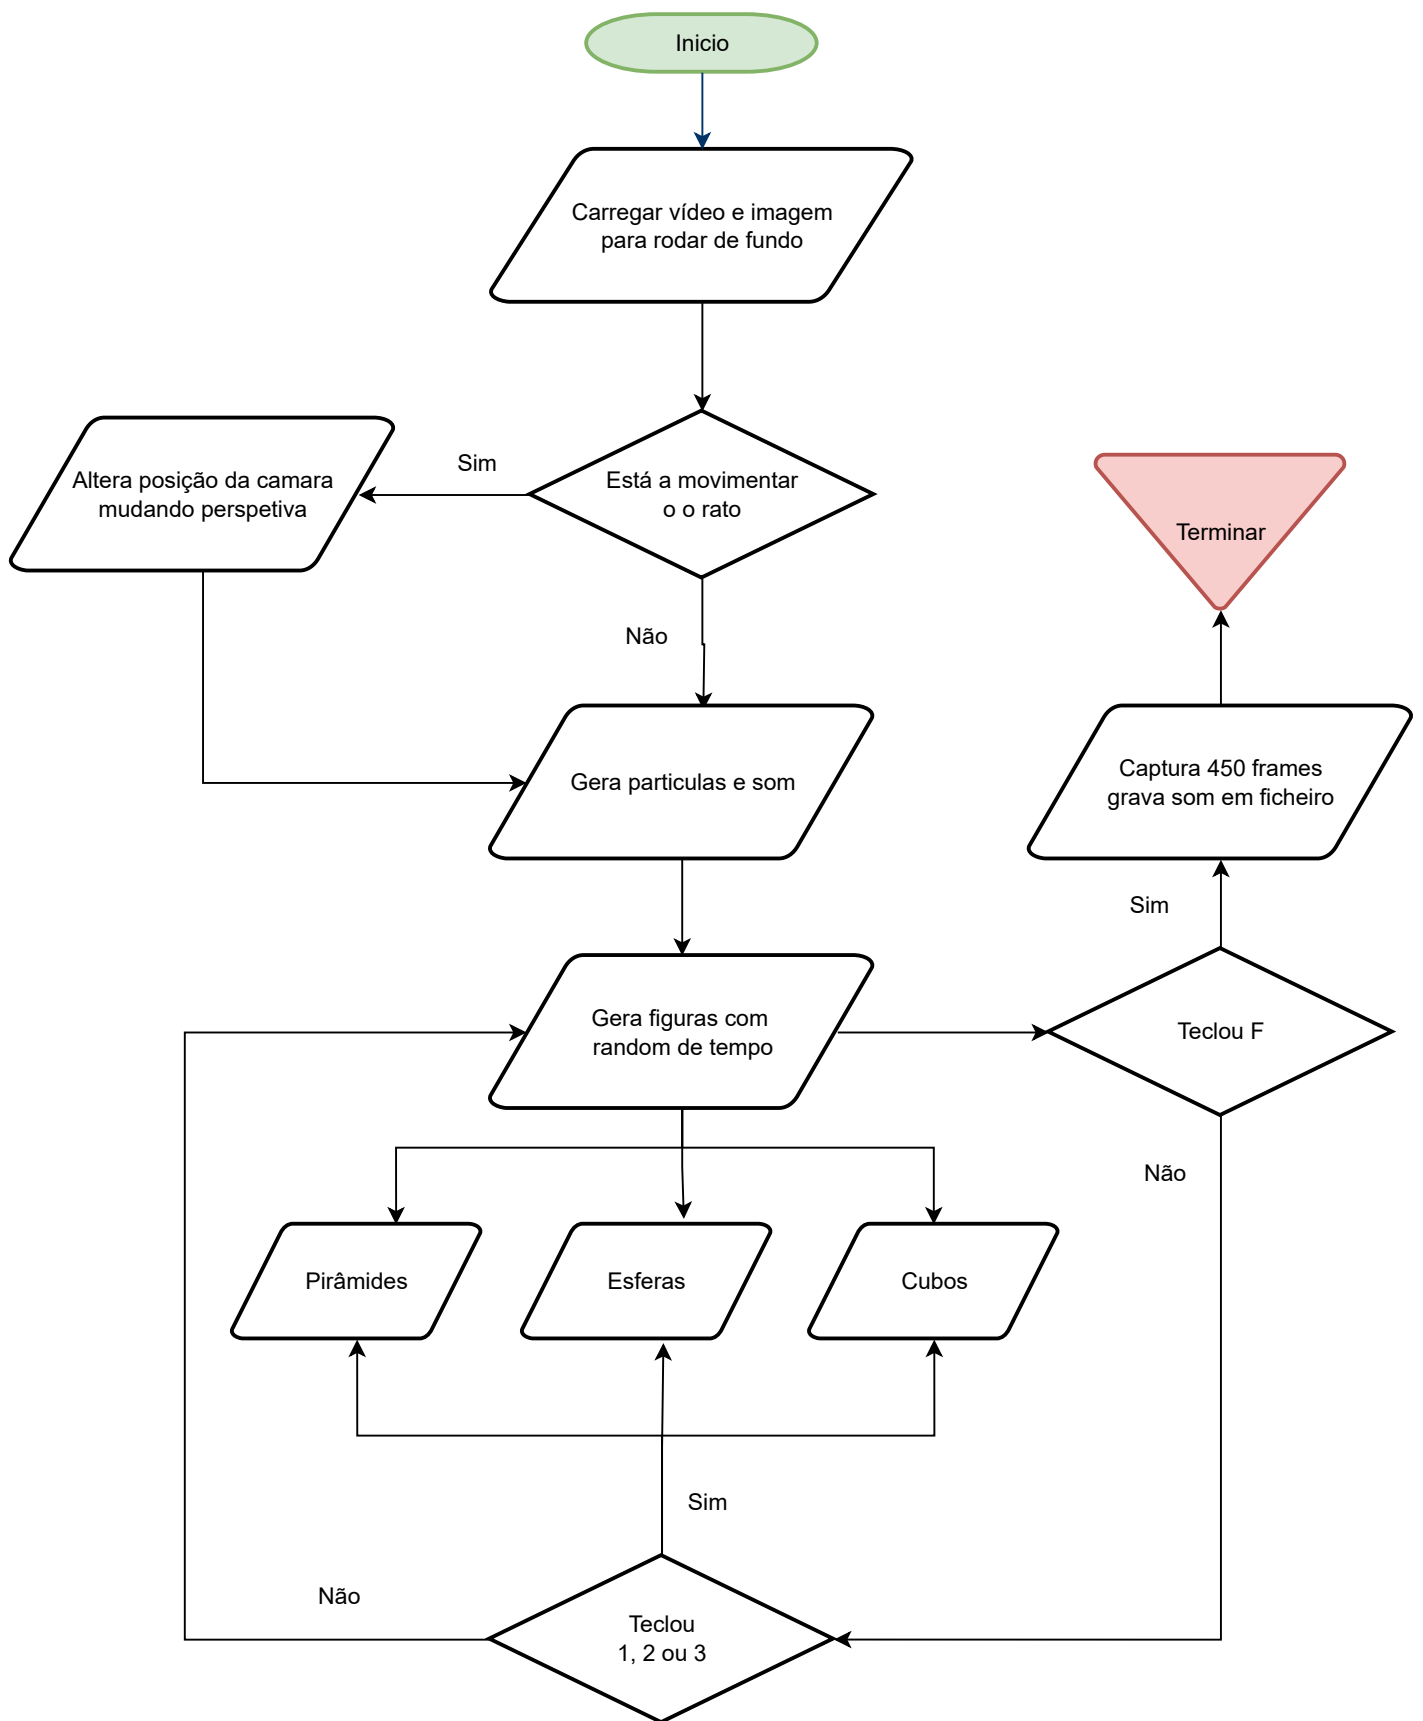 Inicio
Carregar vídeo e imagem
para rodar de fundo
Sim
Altera posição da camara
mudando perspetiva
Está a movimentar
o o rato
Terminar
Não
Gera particulas e som
Captura 450 frames
grava som em ficheiro
Sim
Gera figuras com
random de tempo
Teclou F
Não
Pirâmides
Esferas
Cubos
Sim
Não
Teclou
1, 2 ou 3